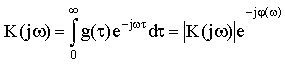 K(jω) = ∫₀^∞ g(τ) e^{-jωτ} dτ = |K(jω)| e^{-jφ(ω)}